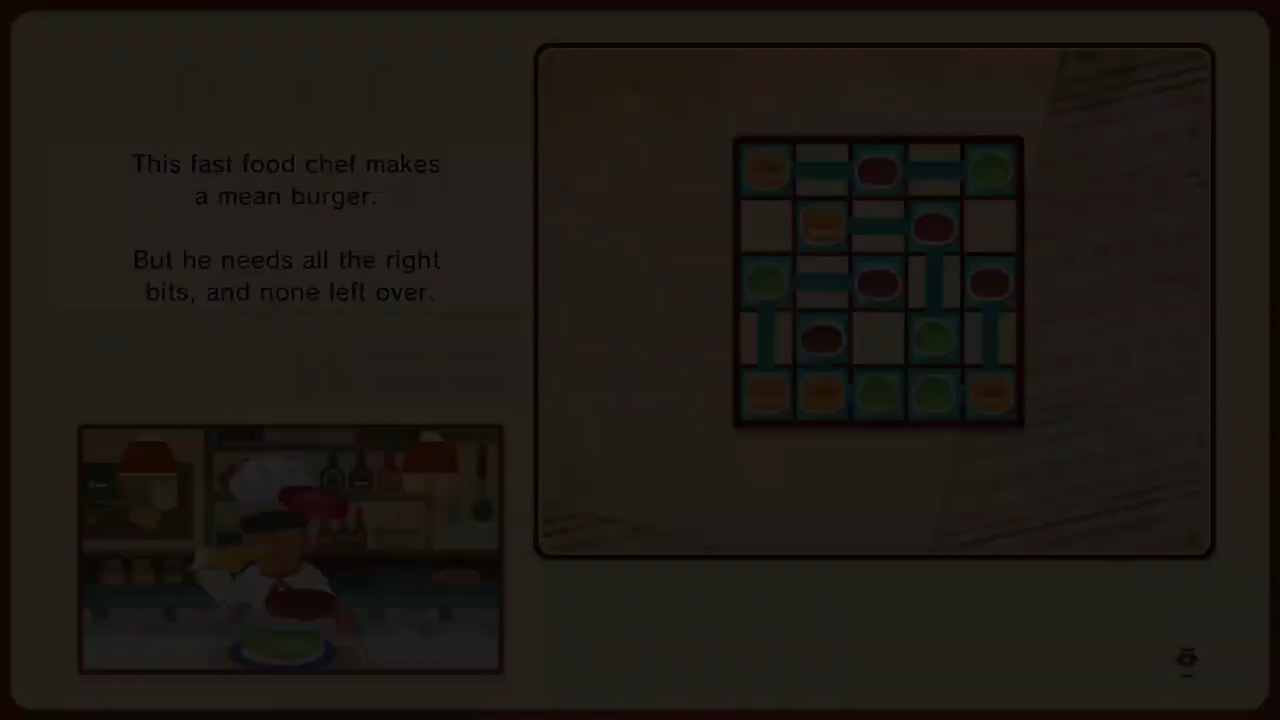 This fast food chef makes
a mean burger.
But he needs all the right
bits, and none left over.